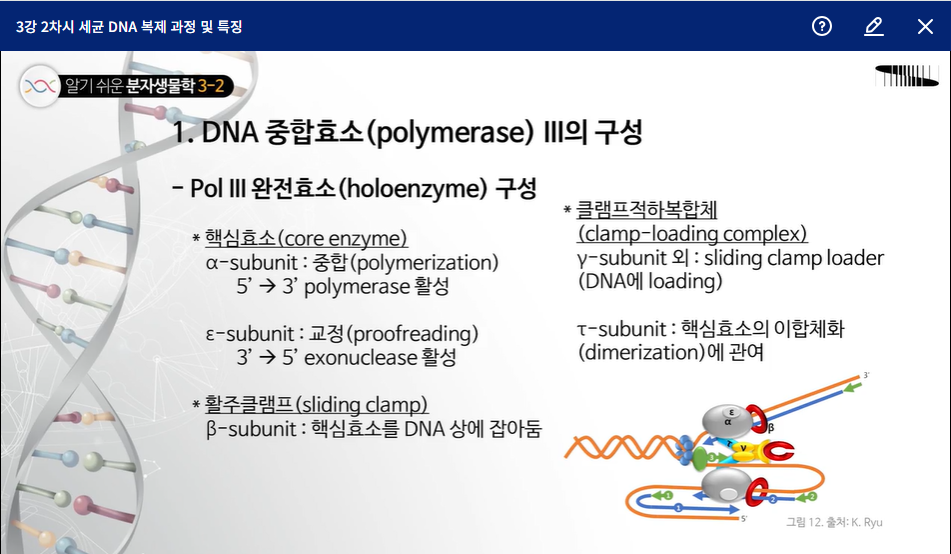 3강 2차시 세균 DNA 복제 과정 및 특징
알기 쉬운 분자생물학 3-2
1. DNA 중합효소(polymerase) III의 구성
- Pol III 완전효소(holoenzyme) 구성
* 핵심효소(core enzyme)
α-subunit : 중합(polymerization)
5’ → 3’ polymerase 활성
ε-subunit : 교정(proofreading)
3’ → 5’ exonuclease 활성
* 활주클램프(sliding clamp)
β-subunit : 핵심효소를 DNA 상에 잡아둠
* 클램프적하복합체
(clamp-loading complex)
γ-subunit 외 : sliding clamp loader
(DNA에 loading)
τ-subunit : 핵심효소의 이합체화
(dimerization)에 관여
3'
ε
α
β
τ
γ
3
1
2
2
1
5'
그림 12. 출처: K. Ryu